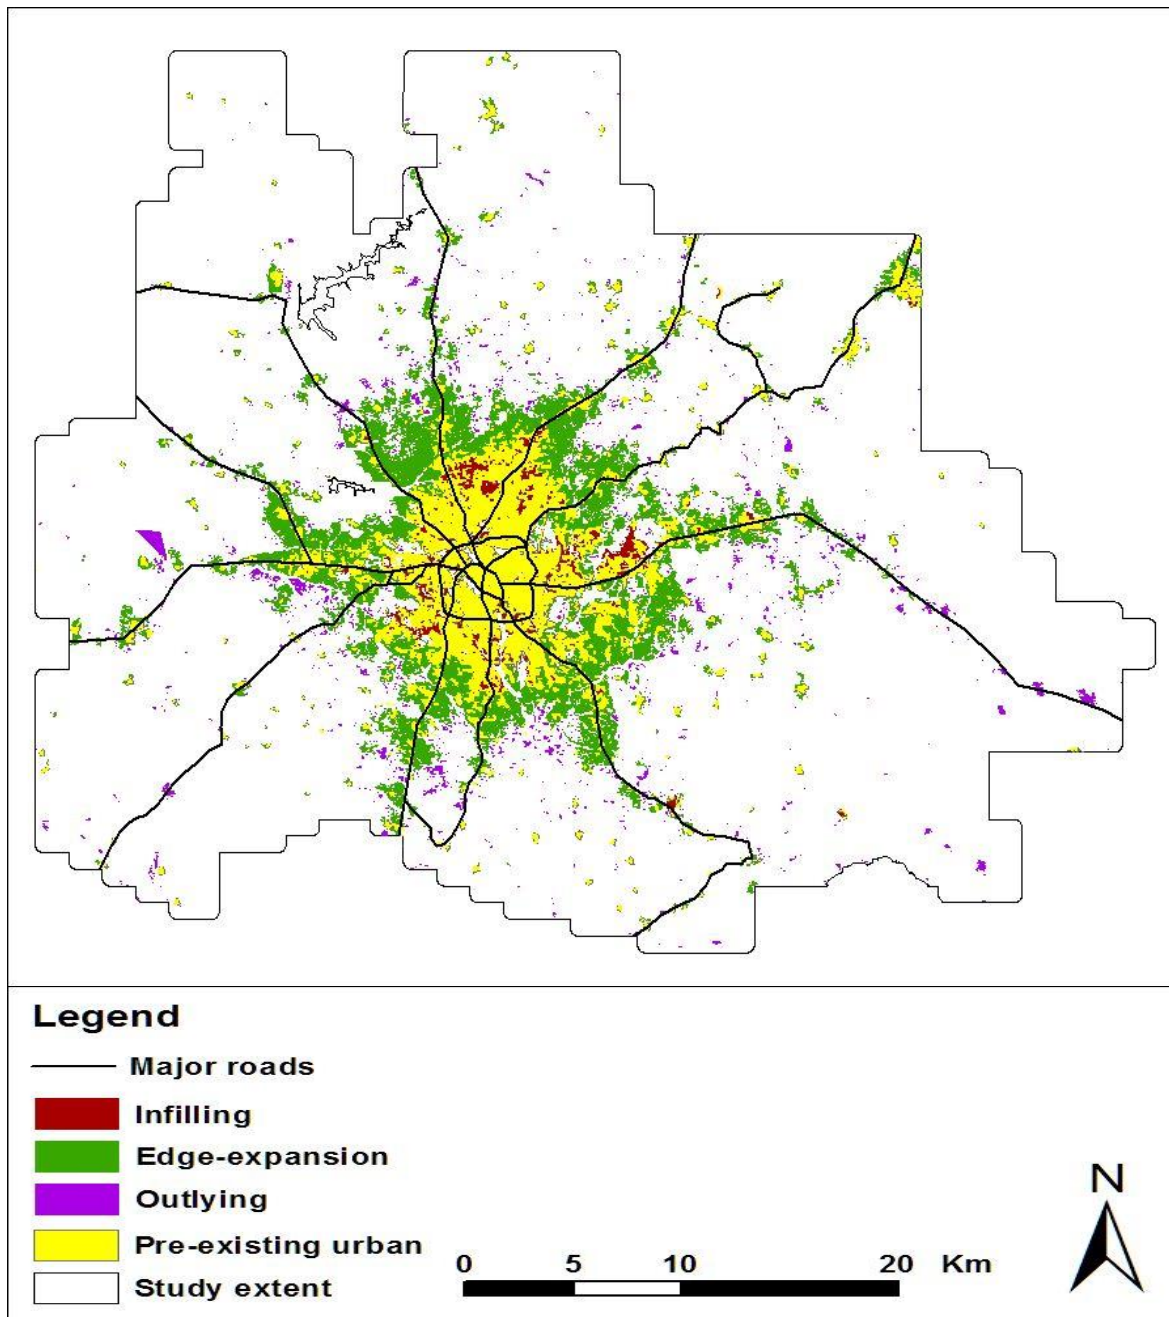 Legend
Major roads
Infilling
Edge-expansion
Outlying
Pre-existing urban
Study extent
0 5 10 20 Km
N